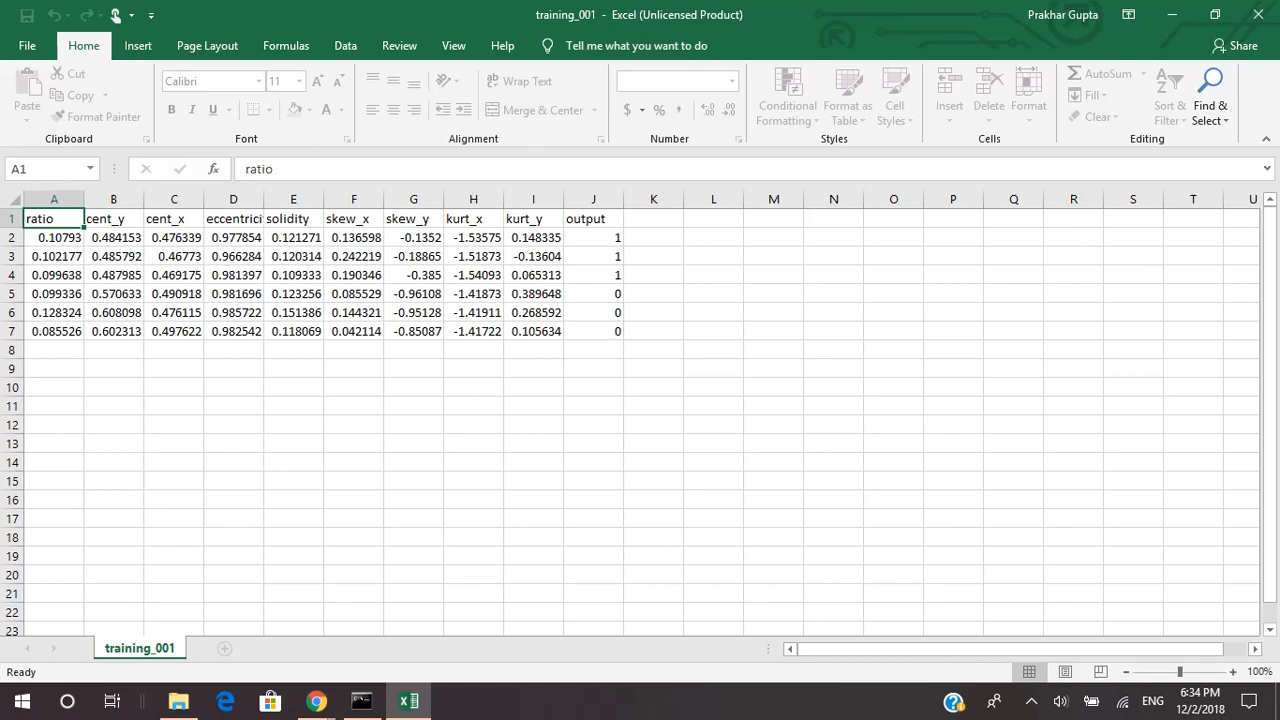 training_001 - Excel (Unlicensed Product) Prakhar Gupta
File Home Insert Page Layout Formulas Data Review View Help Tell me what you want to do Share
Cut
Copy
Format Painter
Paste
Clipboard
Calibri 11
B I U A
Font
Wrap Text
Merge & Center
Alignment
$ % ,
Number
Conditional Formatting
Format as Table
Cell Styles
Styles
Insert Delete Format
Cells
AutoSum
Fill
Clear
Sort & Filter
Find & Select
Editing
A1 fx ratio
A B C D E F G H I J K L M N O P Q R S T U
1 ratio cent_y cent_x eccentrici solidity skew_x skew_y kurt_x kurt_y output
2 0.10793 0.484153 0.476339 0.977854 0.121271 0.136598 -0.1352 -1.53575 0.148335 1
3 0.102177 0.485792 0.46773 0.966284 0.120314 0.242219 -0.18865 -1.51873 -0.13604 1
4 0.099638 0.487985 0.469175 0.981397 0.109333 0.190346 -0.385 -1.54093 0.065313 1
5 0.099336 0.570633 0.490918 0.981696 0.123256 0.085529 -0.96108 -1.41873 0.389648 0
6 0.128324 0.608098 0.476115 0.985722 0.151386 0.144321 -0.95128 -1.41911 0.268592 0
7 0.085526 0.602313 0.497622 0.982542 0.118069 0.042114 -0.85087 -1.41722 0.105634 0
8
9
10
11
12
13
14
15
16
17
18
19
20
21
22
23
training_001
Ready 100%
ENG 6:34 PM
12/2/2018